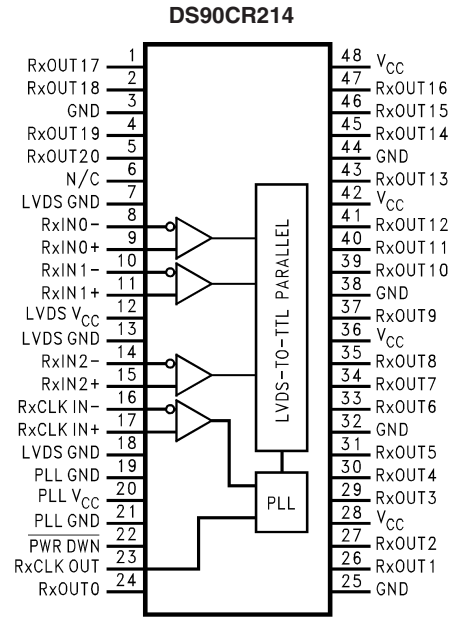 DS90CR214
RxOUT17 1
RxOUT18 2
GND 3
RxOUT19 4
RxOUT20 5
N/C 6
LVDS GND 7
RxIN0- 8
RxIN0+ 9
RxIN1- 10
RxIN1+ 11
LVDS VCC 12
LVDS GND 13
RxIN2- 14
RxIN2+ 15
RxCLK IN- 16
RxCLK IN+ 17
LVDS GND 18
PLL GND 19
PLL VCC 20
PLL GND 21
PWR DWN 22
RxCLK OUT 23
RxOUT0 24
LVDS-TO-TTL PARALLEL
PLL
48 VCC
47 RxOUT16
46 RxOUT15
45 RxOUT14
44 GND
43 RxOUT13
42 VCC
41 RxOUT12
40 RxOUT11
39 RxOUT10
38 GND
37 RxOUT9
36 VCC
35 RxOUT8
34 RxOUT7
33 RxOUT6
32 GND
31 RxOUT5
30 RxOUT4
29 RxOUT3
28 VCC
27 RxOUT2
26 RxOUT1
25 GND